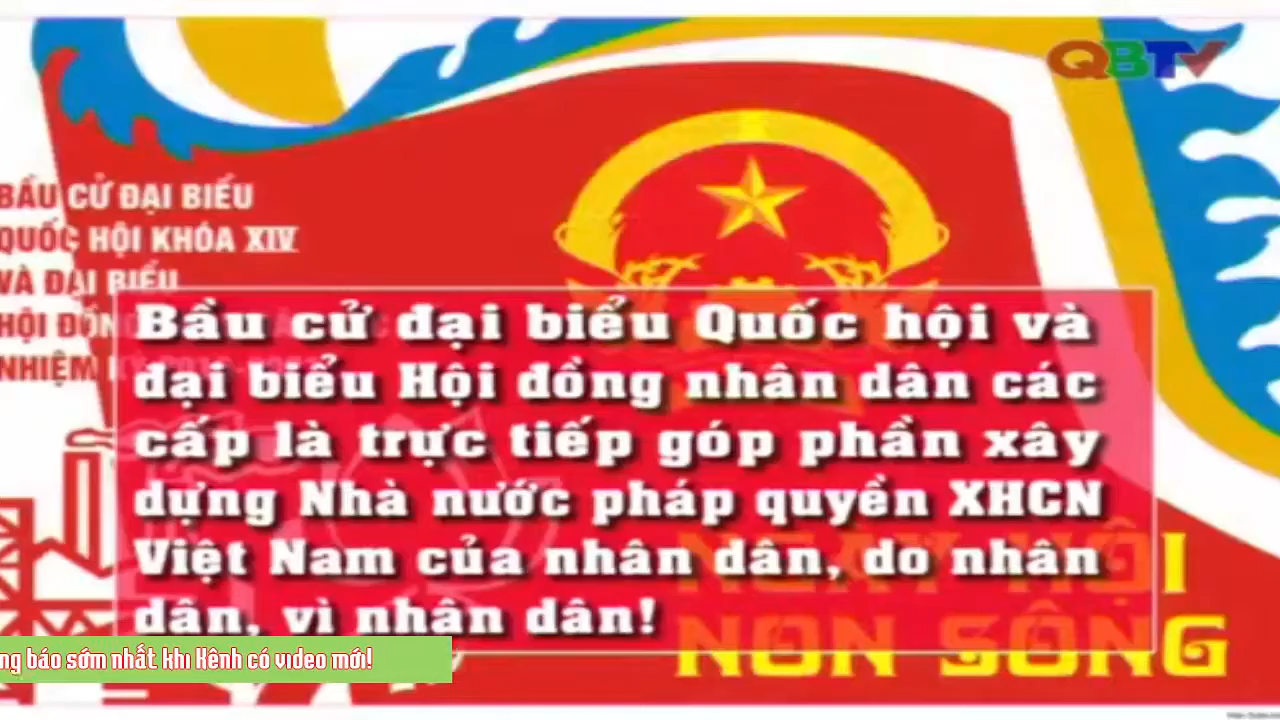 QBTV
BẦU CỬ ĐẠI BIỂU
QUỐC HỘI KHÓA XIV
VÀ ĐẠI BIỂU
HỘI ĐỒNG
NHIỆM KỲ
Bầu cử đại biểu Quốc hội và
đại biểu Hội đồng nhân dân các
cấp là trực tiếp góp phần xây
dựng Nhà nước pháp quyền XHCN
Việt Nam của nhân dân, do nhân
dân, vì nhân dân!
NGÀY HỘI
NON SÔNG
báo sớm nhất khi Kênh có video mới!